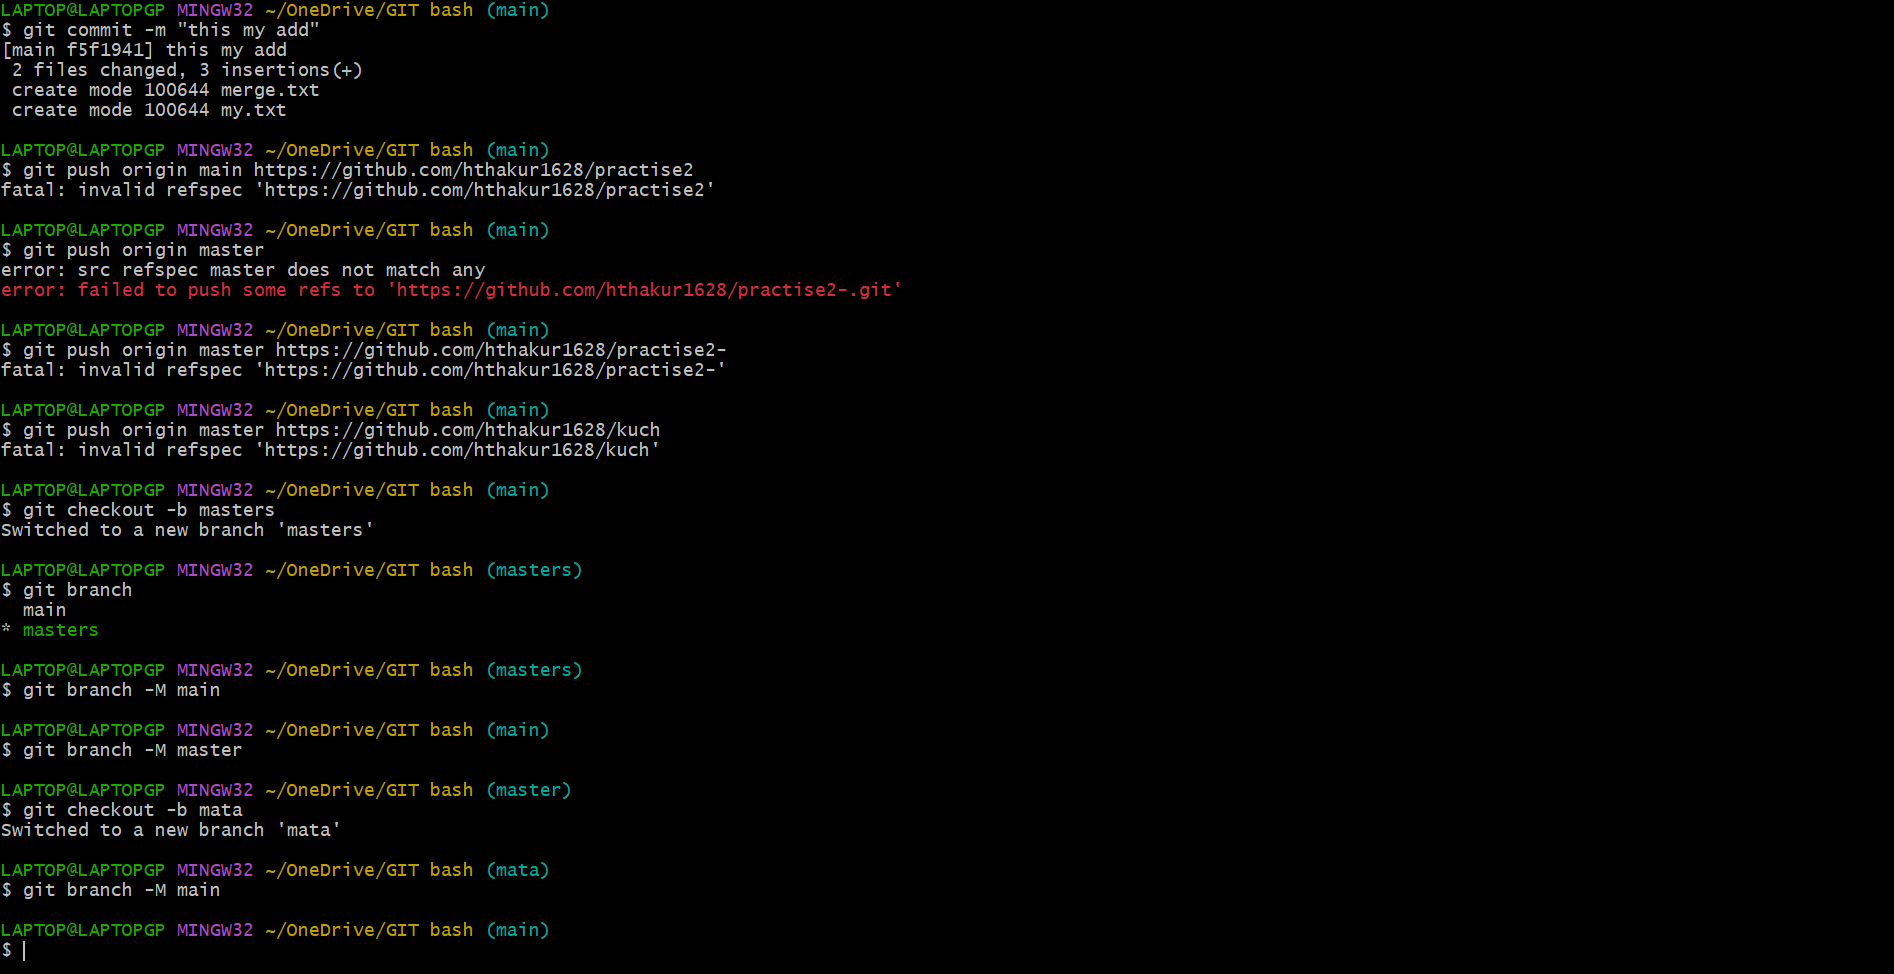 LAPTOP@LAPTOPGP MINGW32 ~/OneDrive/GIT bash (main)
$ git commit -m "this my add"
[main f5f1941] this my add
 2 files changed, 3 insertions(+)
 create mode 100644 merge.txt
 create mode 100644 my.txt

LAPTOP@LAPTOPGP MINGW32 ~/OneDrive/GIT bash (main)
$ git push origin main https://github.com/hthakur1628/practise2
fatal: invalid refspec 'https://github.com/hthakur1628/practise2'

LAPTOP@LAPTOPGP MINGW32 ~/OneDrive/GIT bash (main)
$ git push origin master
error: src refspec master does not match any
error: failed to push some refs to 'https://github.com/hthakur1628/practise2-.git'

LAPTOP@LAPTOPGP MINGW32 ~/OneDrive/GIT bash (main)
$ git push origin master https://github.com/hthakur1628/practise2-
fatal: invalid refspec 'https://github.com/hthakur1628/practise2-'

LAPTOP@LAPTOPGP MINGW32 ~/OneDrive/GIT bash (main)
$ git push origin master https://github.com/hthakur1628/kuch
fatal: invalid refspec 'https://github.com/hthakur1628/kuch'

LAPTOP@LAPTOPGP MINGW32 ~/OneDrive/GIT bash (main)
$ git checkout -b masters
Switched to a new branch 'masters'

LAPTOP@LAPTOPGP MINGW32 ~/OneDrive/GIT bash (masters)
$ git branch
  main
* masters

LAPTOP@LAPTOPGP MINGW32 ~/OneDrive/GIT bash (masters)
$ git branch -M main

LAPTOP@LAPTOPGP MINGW32 ~/OneDrive/GIT bash (main)
$ git branch -M master

LAPTOP@LAPTOPGP MINGW32 ~/OneDrive/GIT bash (master)
$ git checkout -b mata
Switched to a new branch 'mata'

LAPTOP@LAPTOPGP MINGW32 ~/OneDrive/GIT bash (mata)
$ git branch -M main

LAPTOP@LAPTOPGP MINGW32 ~/OneDrive/GIT bash (main)
$